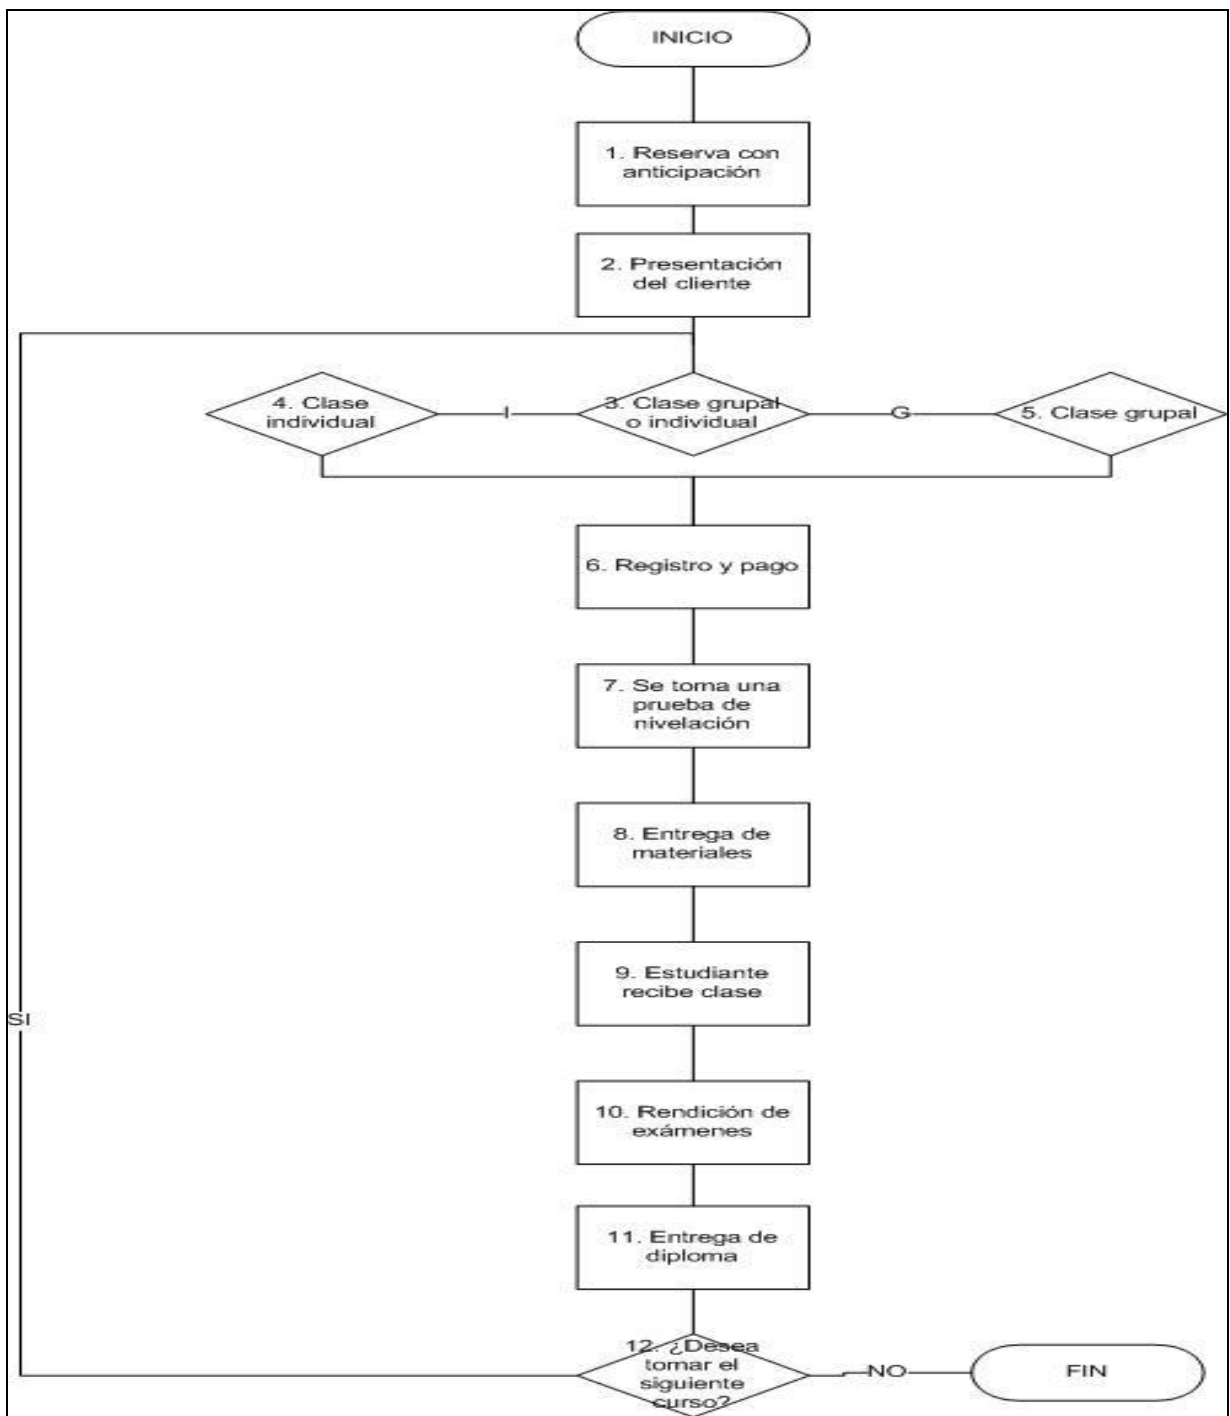 INICIO
1. Reserva con
anticipación
2. Presentación
del cliente
4. Clase
individual
I
3. Clase grupal
o individual
G
5. Clase grupal
6. Registro y pago
7. Se toma una
prueba de
nivelación
8. Entrega de
materiales
9. Estudiante
recibe clase
SI
10. Rendición de
exámenes
11. Entrega de
diploma
12. ¿Desea
tomar el
siguiente
curso?
NO
FIN